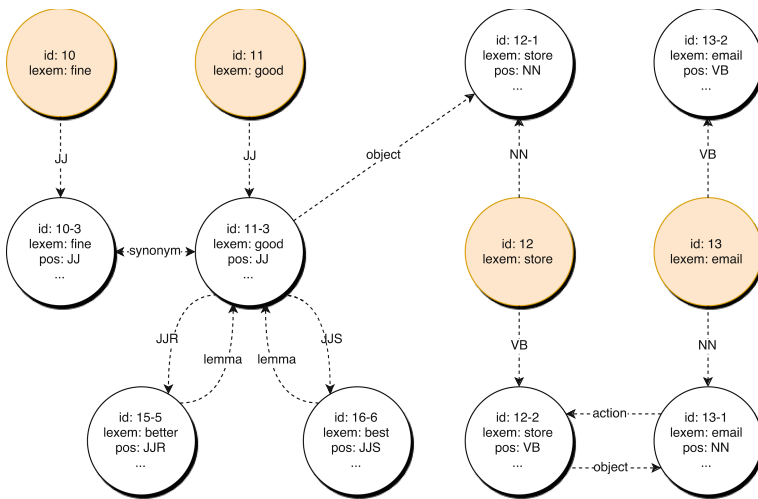 id: 10
lexem: fine
id: 11
lexem: good
id: 12-1
lexem: store
pos: NN
...
id: 13-2
lexem: email
pos: VB
...
JJ
JJ
object
NN
VB
id: 10-3
lexem: fine
pos: JJ
...
synonym
id: 11-3
lexem: good
pos: JJ
...
id: 12
lexem: store
id: 13
lexem: email
JJR
lemma
lemma
JJS
VB
NN
id: 15-5
lexem: better
pos: JJR
...
id: 16-6
lexem: best
pos: JJS
...
id: 12-2
lexem: store
pos: VB
...
action
object
id: 13-1
lexem: email
pos: NN
...